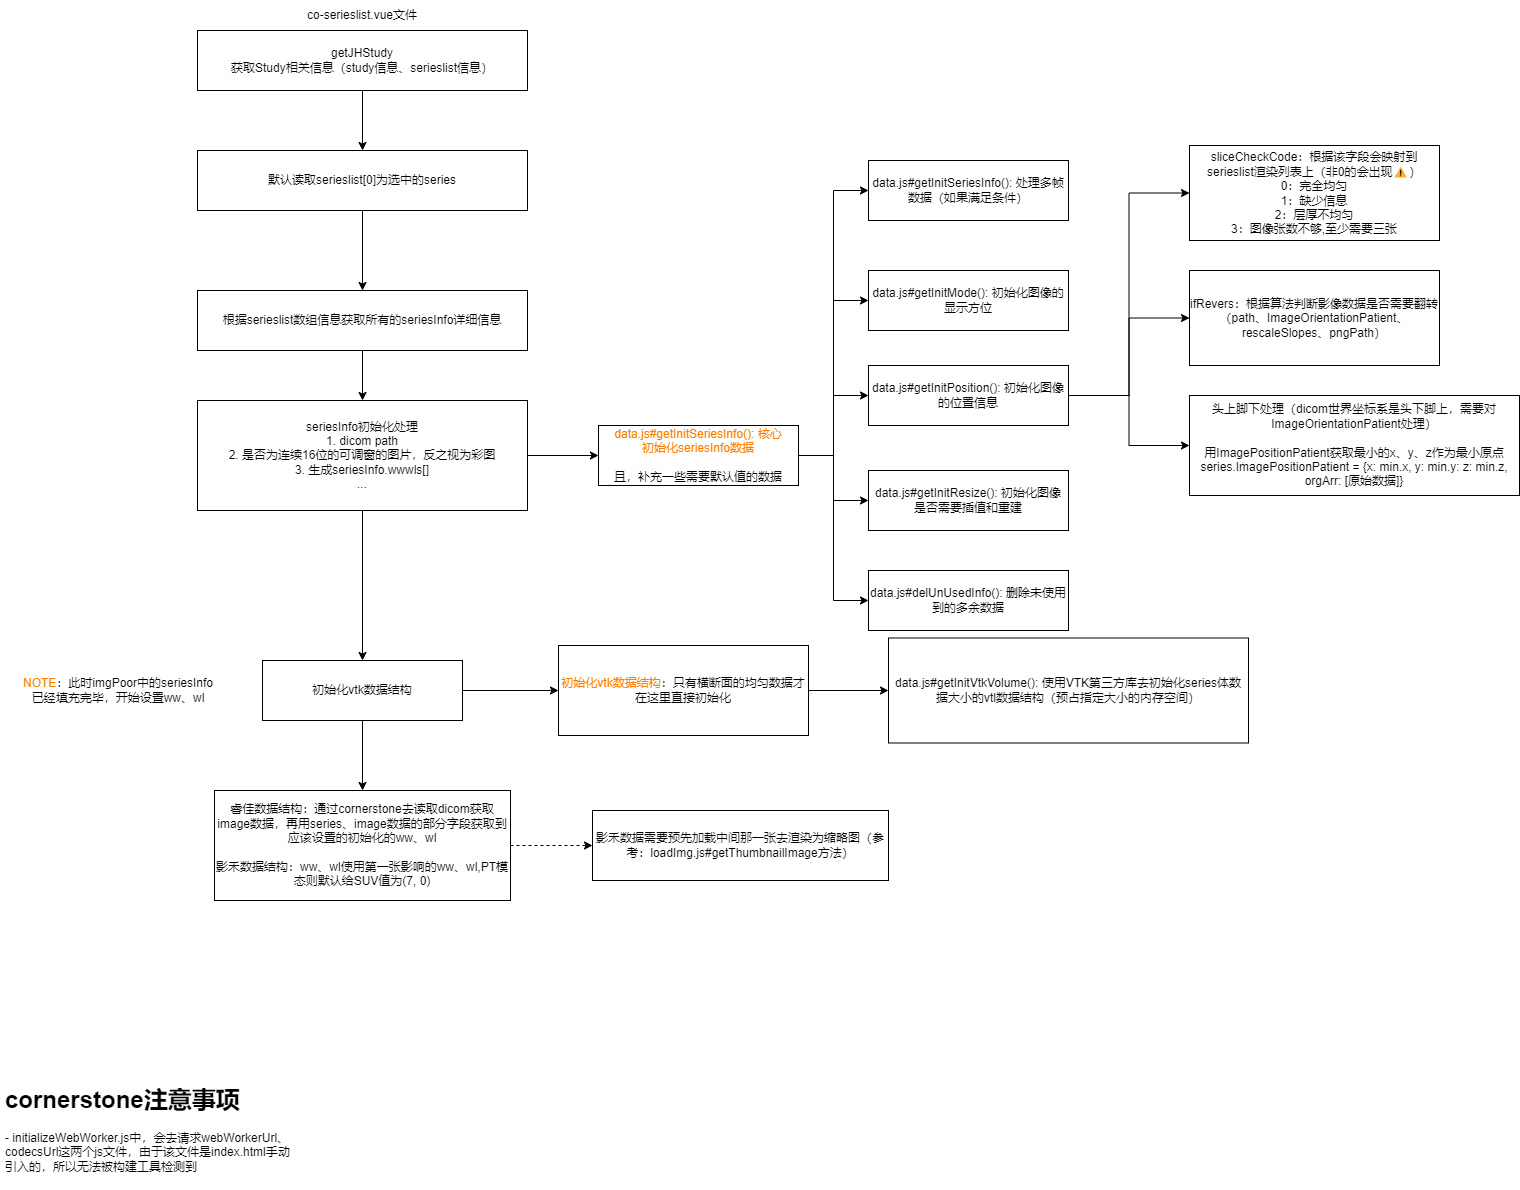 co-serieslist.vue文件
getJHStudy
获取Study相关信息（study信息、serieslist信息）
默认读取serieslist[0]为选中的series
根据serieslist数组信息获取所有的seriesInfo详细信息
seriesInfo初始化处理
1. dicom path
2. 是否为连续16位的可调窗的图片，反之视为彩图
3. 生成seriesInfo.wwwls[]
...
data.js#getInitSeriesInfo(): 核心
初始化seriesInfo数据
且，补充一些需要默认值的数据
data.js#getInitSeriesInfo(): 处理多帧
数据（如果满足条件）
data.js#getInitMode(): 初始化图像的
显示方位
data.js#getInitPosition(): 初始化图像
的位置信息
data.js#getInitResize(): 初始化图像
是否需要插值和重建
data.js#delUnUsedInfo(): 删除未使用
到的多余数据
sliceCheckCode：根据该字段会映射到
serieslist渲染列表上（非0的会出现⚠️）
0：完全均匀
1：缺少信息
2：层厚不均匀
3：图像张数不够,至少需要三张
ifRevers：根据算法判断影像数据是否需要翻转
（path、ImageOrientationPatient、
rescaleSlopes、pngPath）
头上脚下处理（dicom世界坐标系是头下脚上，需要对
ImageOrientationPatient处理）
用ImagePositionPatient获取最小的x、y、z作为最小原点
series.ImagePositionPatient = {x: min.x, y: min.y: z: min.z,
orgArr: [原始数据]}
NOTE：此时imgPoor中的seriesInfo
已经填充完毕，开始设置ww、wl
初始化vtk数据结构
初始化vtk数据结构：只有横断面的均匀数据才
在这里直接初始化
data.js#getInitVtkVolume(): 使用VTK第三方库去初始化series体数
据大小的vtl数据结构（预占指定大小的内存空间）
睿佳数据结构：通过cornerstone去读取dicom获取
image数据，再用series、image数据的部分字段获取到
应该设置的初始化的ww、wl
影禾数据结构：ww、wl使用第一张影响的ww、wl,PT模
态则默认给SUV值为(7, 0)
影禾数据需要预先加载中间那一张去渲染为缩略图（参
考：loadImg.js#getThumbnailImage方法）
cornerstone注意事项
- initializeWebWorker.js中，会去请求webWorkerUrl、
codecsUrl这两个js文件，由于该文件是index.html手动
引入的，所以无法被构建工具检测到